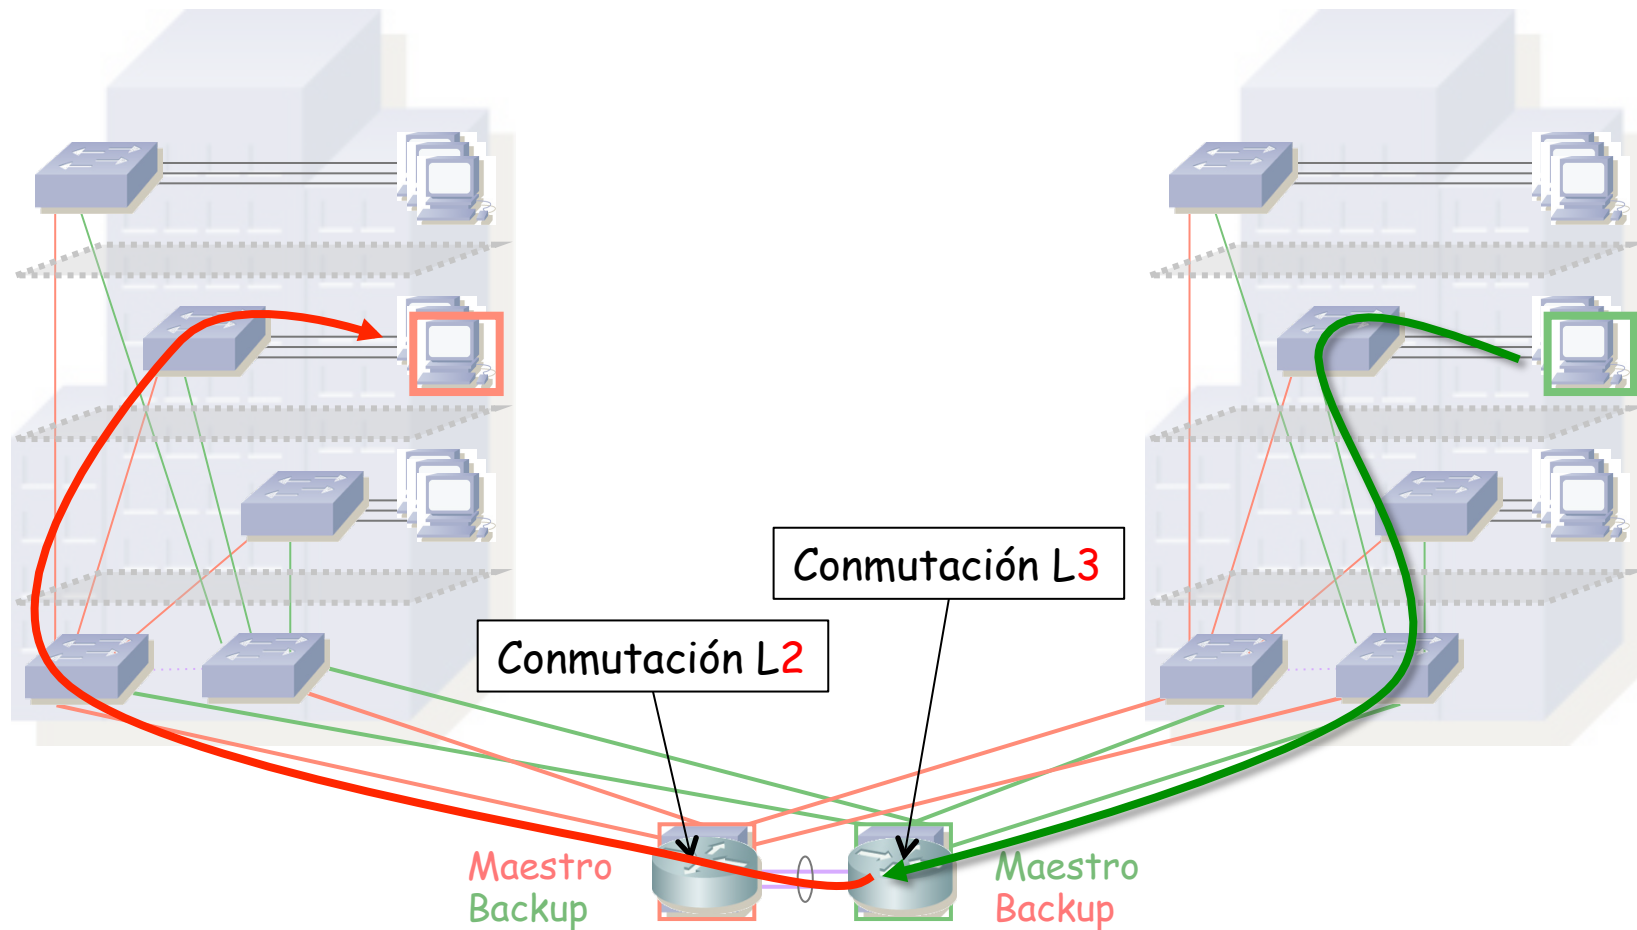 Conmutación L3
Conmutación L2
Maestro
Backup
Maestro
Backup